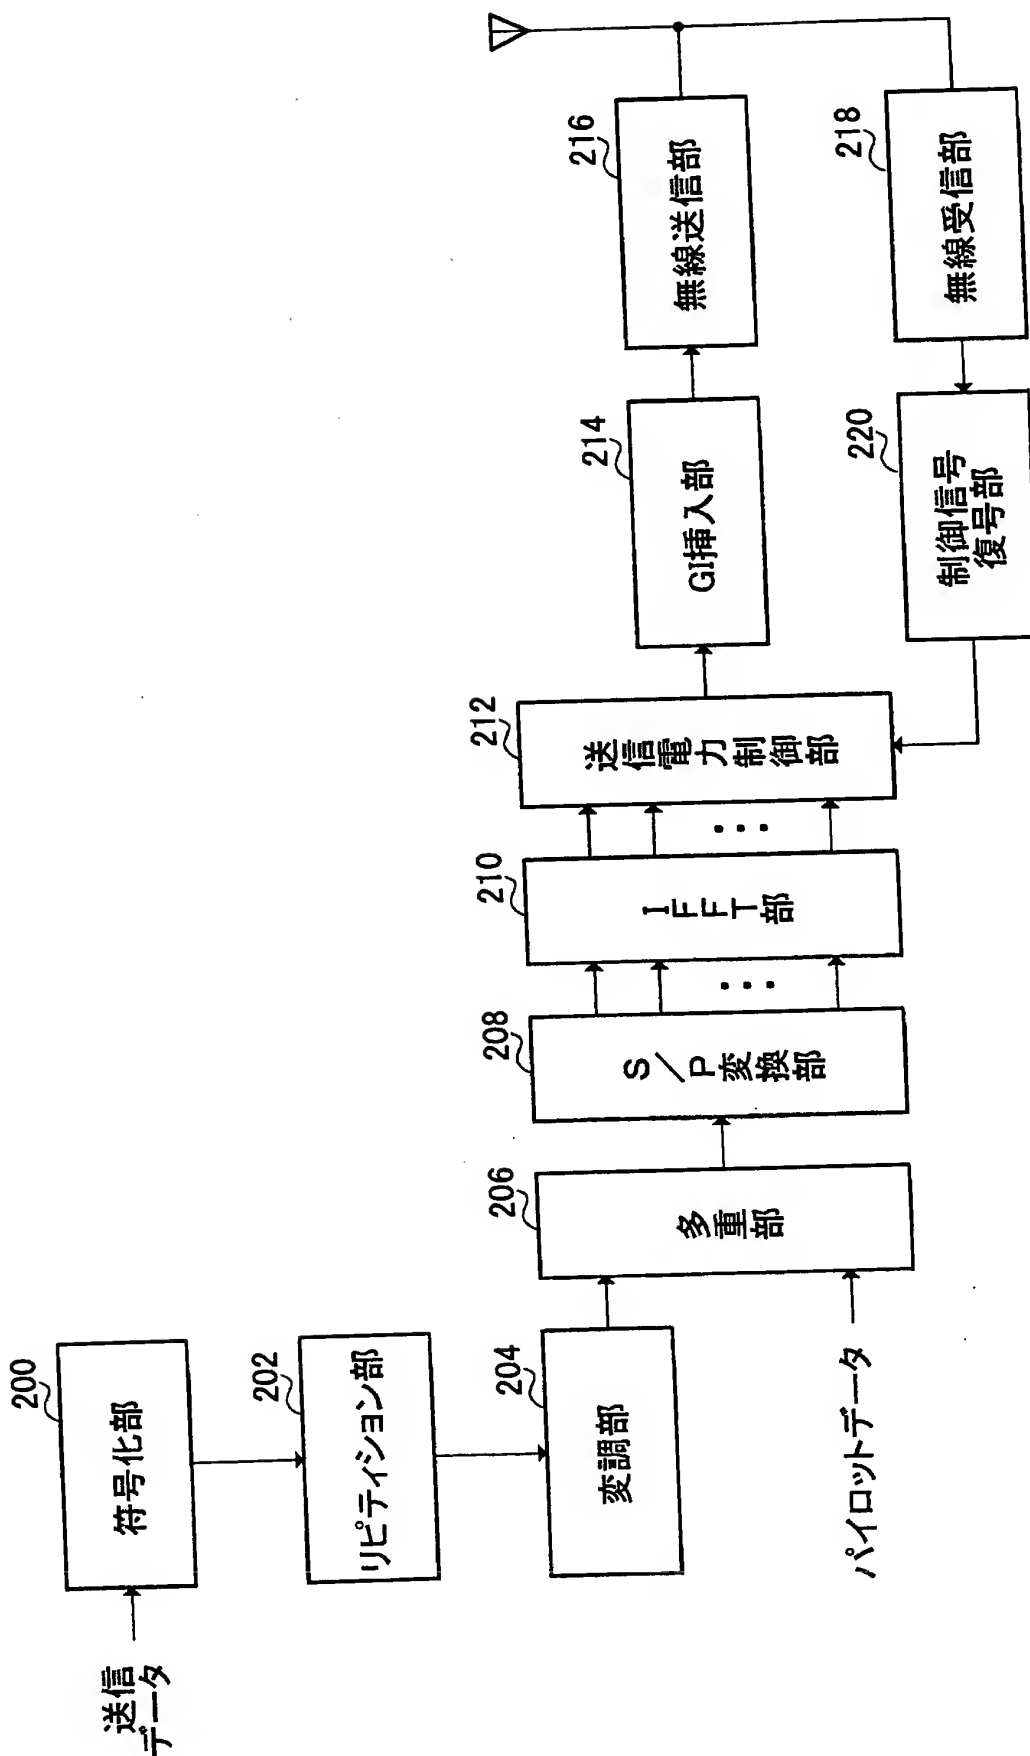 送信
データ
200
符号化部
202
リピティション部
204
変調部
パイロットデータ
206
多重部
208
S/P変換部
210
IFFT部
212
送信電力制御部
214
GI挿入部
216
無線送信部
218
無線受信部
220
制御信号
復号部